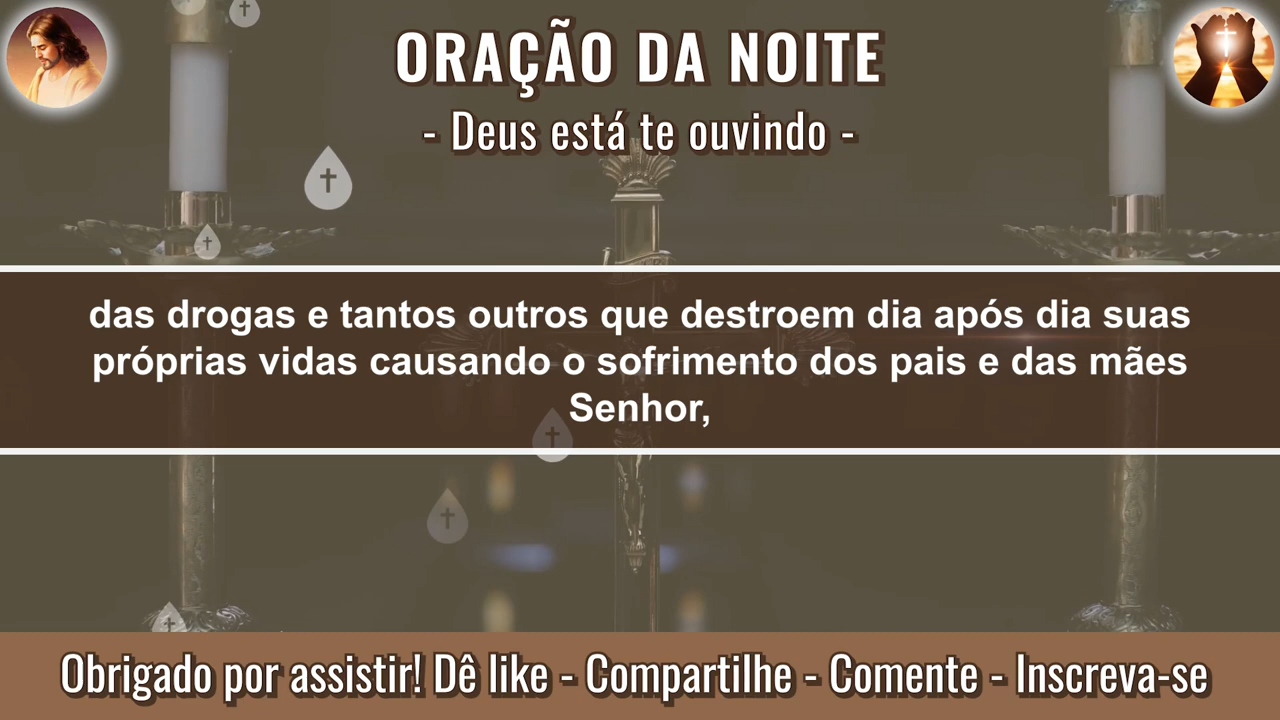 ORAÇÃO DA NOITE
- Deus está te ouvindo -
das drogas e tantos outros que destroem dia após dia suas
próprias vidas causando o sofrimento dos pais e das mães
Senhor,
Obrigado por assistir! Dê like - Compartilhe - Comente - Inscreva-se